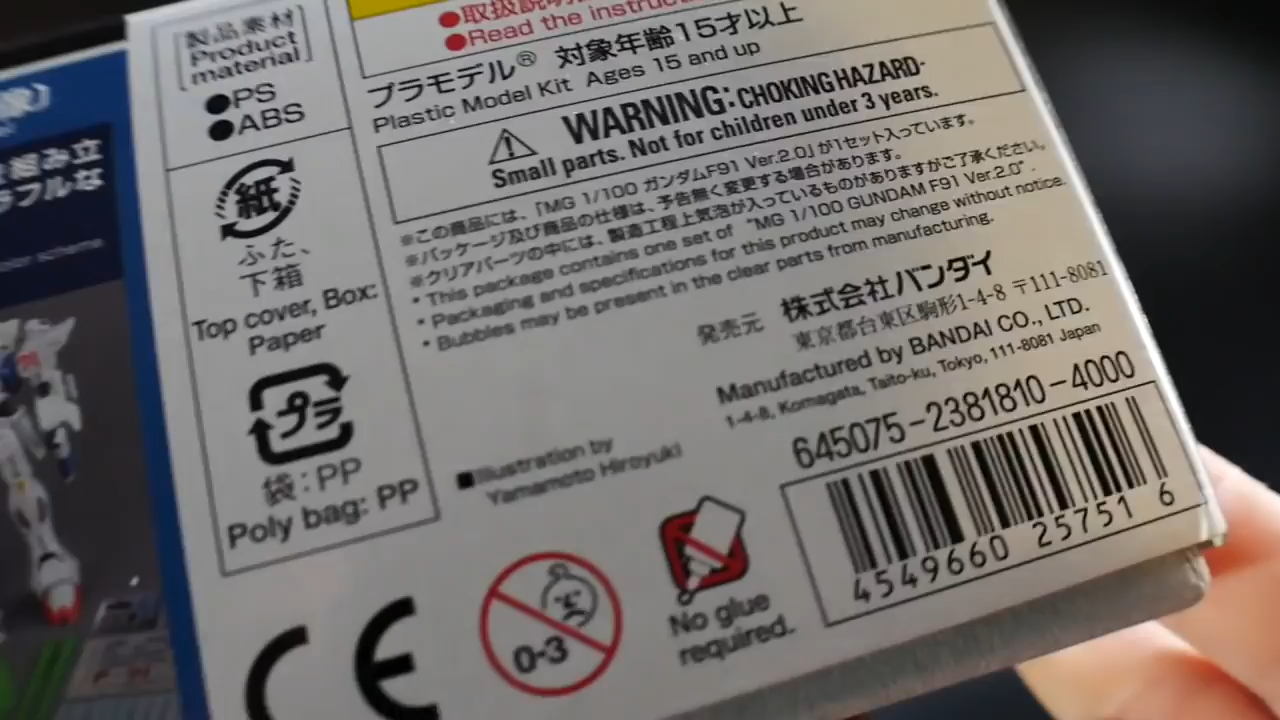 製品素材
Product
material
●PS
●ABS
紙
ふた、
下箱
Top cover, Box:
Paper
プラ
袋：PP
Poly bag: PP
●取扱説明
●Read the instruc
プラモデル® 対象年齢15才以上
Plastic Model Kit Ages 15 and up
WARNING: CHOKING HAZARD-
Small parts. Not for children under 3 years.
※この商品には、「MG 1/100 ガンダムF91 Ver.2.0」が1セット入っています。
※パッケージ及び商品の仕様は、予告無く変更する場合があります。
※クリアパーツの中には、製造工程上気泡が入っているものがありますがご了承ください。
* This package contains one set of "MG 1/100 GUNDAM F91 Ver.2.0".
* Packaging and specifications for this product may change without notice.
* Bubbles may be present in the clear parts from manufacturing.
発売元 株式会社バンダイ
東京都台東区駒形1-4-8 〒111-8081
Manufactured by BANDAI CO., LTD.
1-4-8, Komagata, Taito-ku, Tokyo, 111-8081 Japan
645075-2381810-4000
4549660 257516
■Illustration by
Yamamoto Hiroyuki
CE
0-3
No glue
required.
組み立
フルな